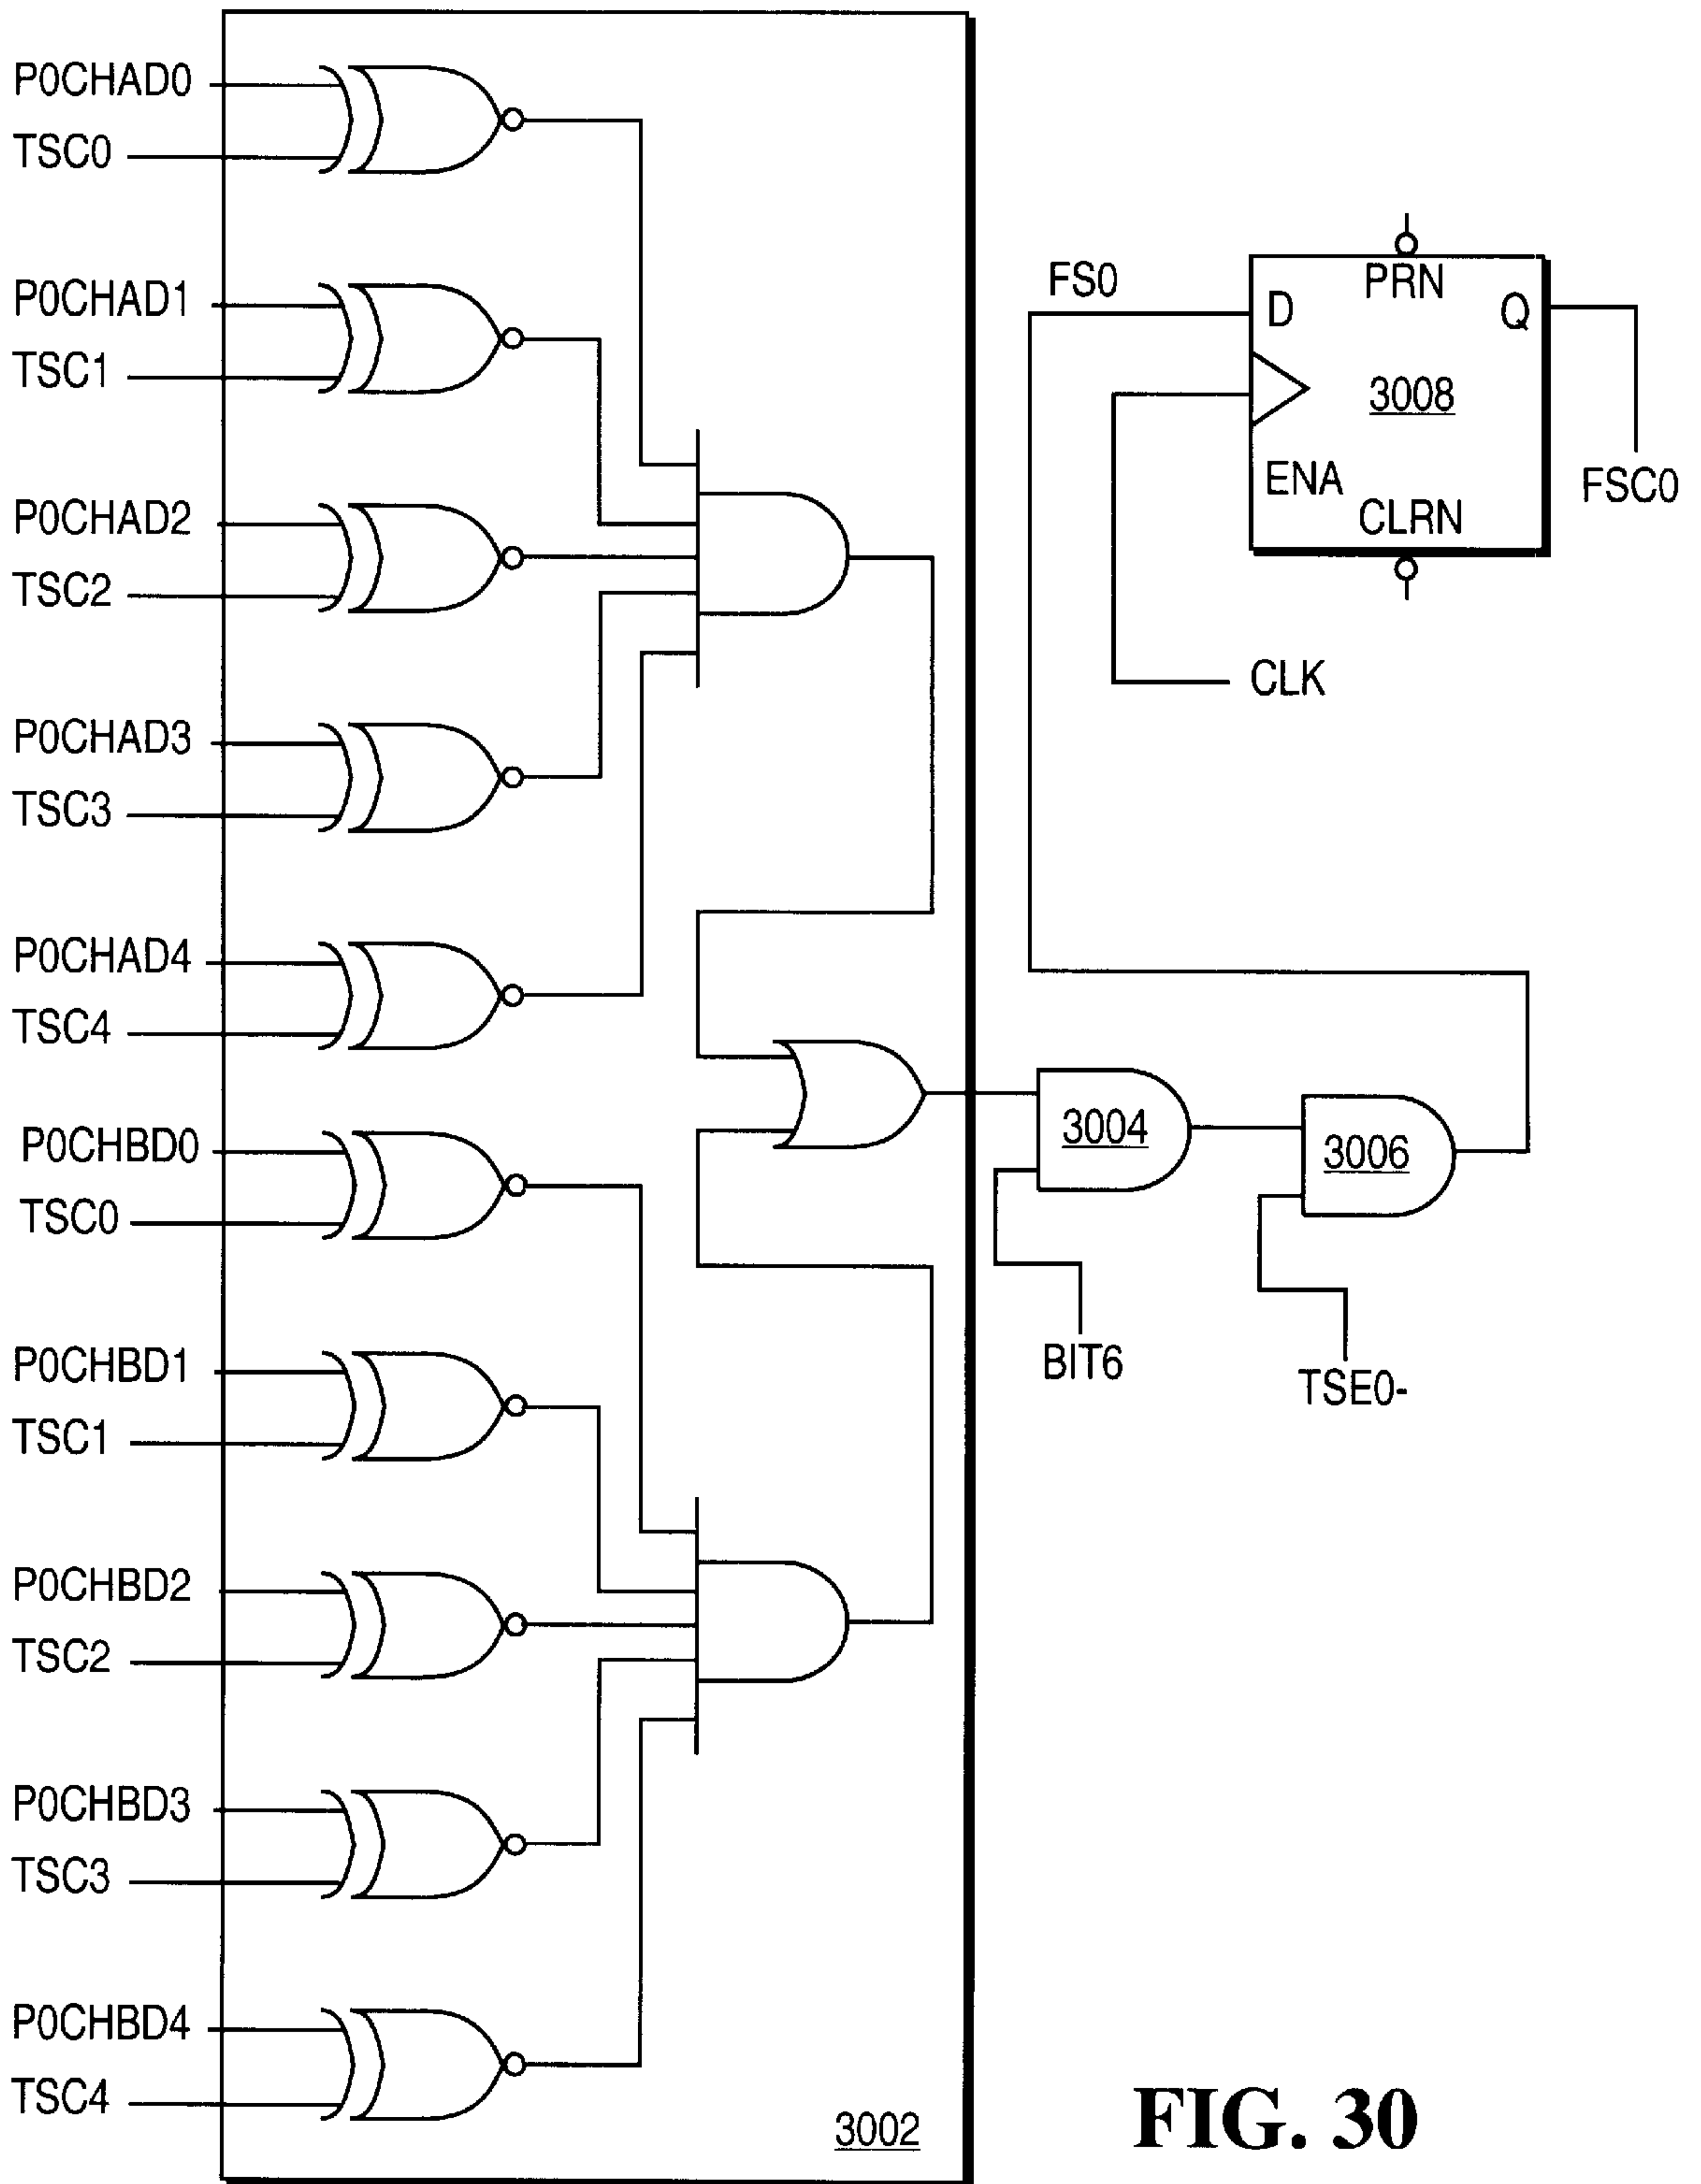 P0CHAD0
TSC0
P0CHAD1
TSC1
P0CHAD2
TSC2
P0CHAD3
TSC3
P0CHAD4
TSC4
P0CHBD0
TSC0
P0CHBD1
TSC1
P0CHBD2
TSC2
P0CHBD3
TSC3
P0CHBD4
TSC4
3002
3004
BIT6
3006
TSE0-
FS0
D
PRN
Q
3008
ENA
CLRN
FSC0
CLK
FIG. 30